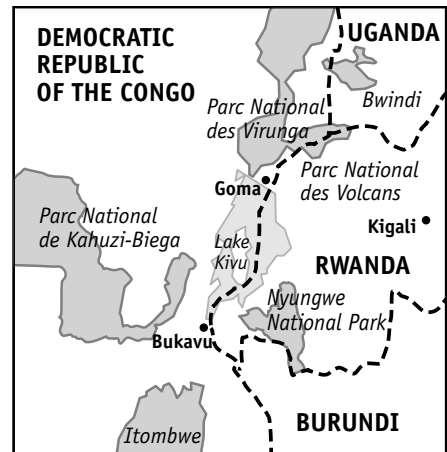 DEMOCRATIC
REPUBLIC
OF THE CONGO
UGANDA
Bwindi
Parc National
des Virunga
Parc National
des Volcans
Goma
Kigali
Parc National
de Kahuzi-Biega
Lake
Kivu
RWANDA
Nyungwe
National Park
Bukavu
BURUNDI
Itombwe